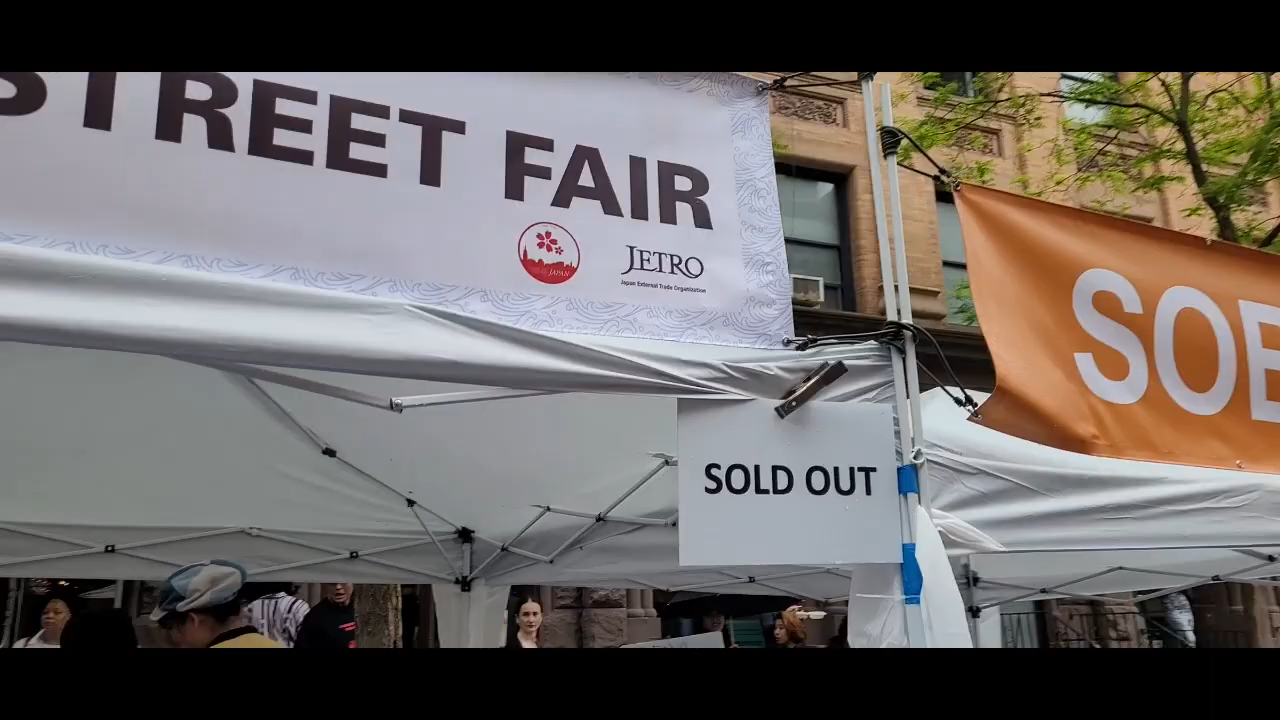 STREET FAIR
JAPAN
JETRO
Japan External Trade Organization
SOLD OUT
SOE